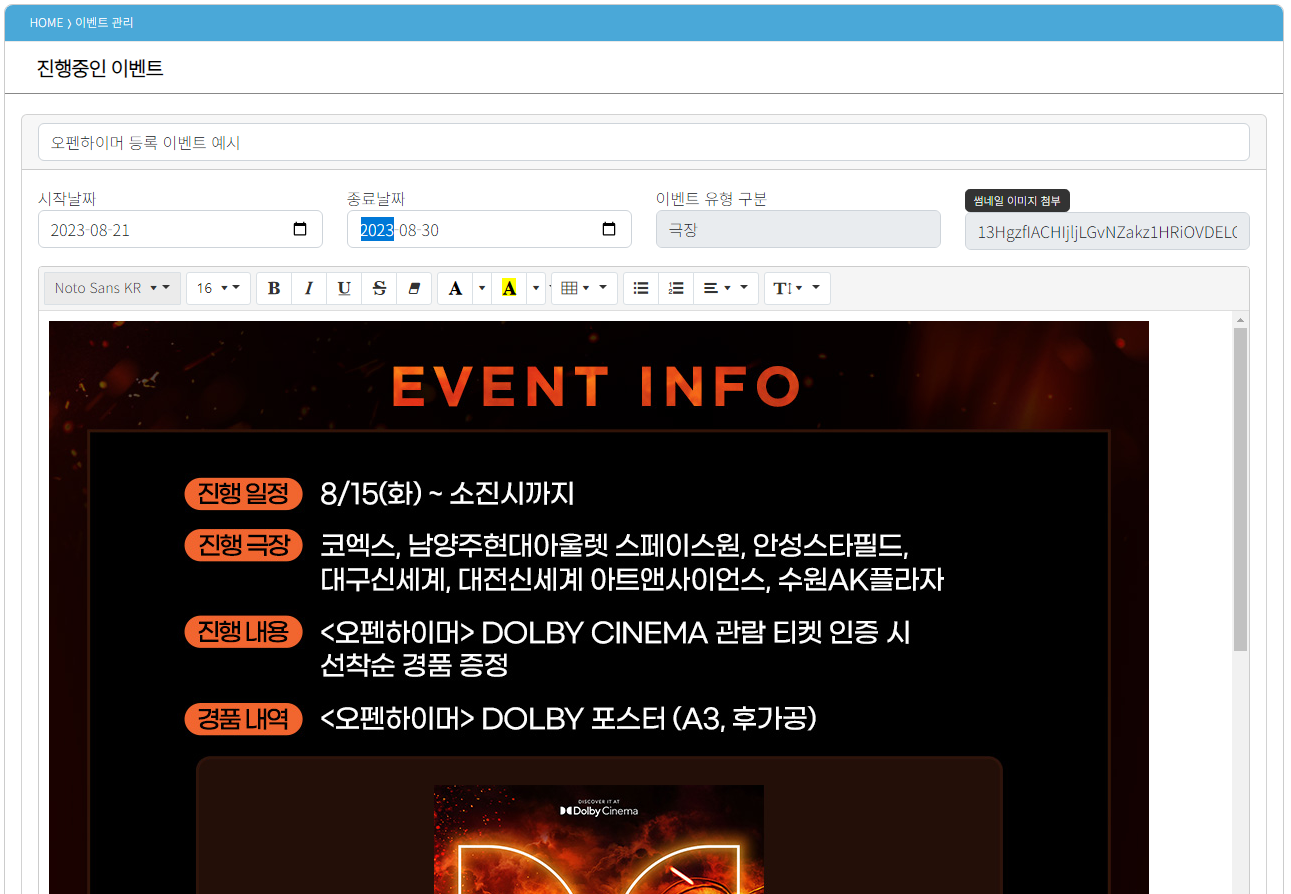 HOME 〉이벤트 관리
진행중인 이벤트
오펜하이머 등록 이벤트 예시
시작날짜
종료날짜
이벤트 유형 구분
썸네일 이미지 첨부
2023-08-21
2023-08-30
극장
Noto Sans KR
16
B I U S A A
EVENT INFO
진행 일정 8/15(화) ~ 소진시까지
진행 극장 코엑스, 남양주현대아울렛 스페이스원, 안성스타필드,
대구신세계, 대전신세계 아트앤사이언스, 수원AK플라자
진행 내용 <오펜하이머> DOLBY CINEMA 관람 티켓 인증 시
선착순 경품 증정
경품 내역 <오펜하이머> DOLBY 포스터 (A3, 후가공)
DISCOVER IT AT
Dolby Cinema